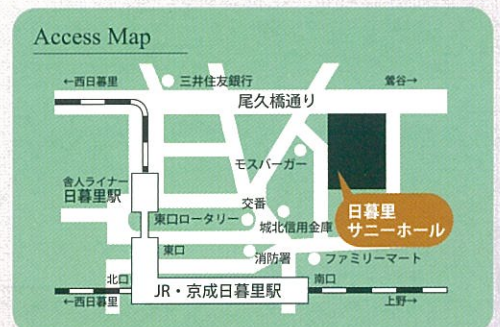 Access Map
←西日暮里
三井住友銀行
鶯谷→
尾久橋通り
モスバーガー
舎人ライナー
日暮里駅
交番
東口ロータリー
城北信用金庫
日暮里
サニーホール
東口
消防署
ファミリーマート
北口
JR・京成日暮里駅
南口
←西日暮里
上野→